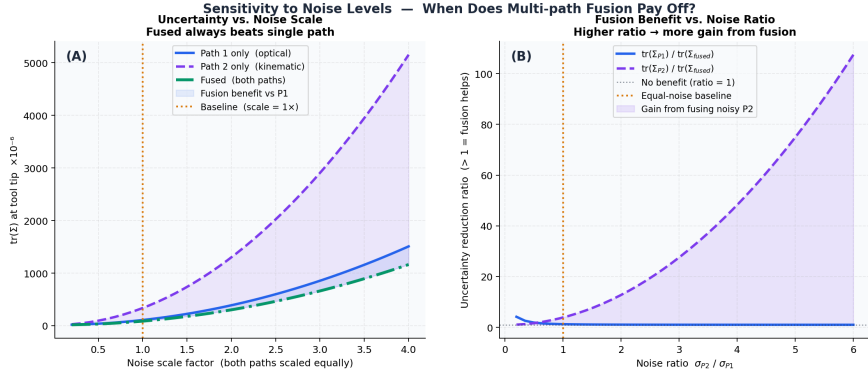 Sensitivity to Noise Levels — When Does Multi-path Fusion Pay Off?
Uncertainty vs. Noise Scale
Fused always beats single path
(A)
Path 1 only (optical)
Path 2 only (kinematic)
Fused (both paths)
Fusion benefit vs P1
Baseline (scale = 1×)
tr(Σ) at tool tip ×10⁻⁶
5000
4000
3000
2000
1000
0
0.5 1.0 1.5 2.0 2.5 3.0 3.5 4.0
Noise scale factor (both paths scaled equally)
Fusion Benefit vs. Noise Ratio
Higher ratio → more gain from fusion
(B)
tr(Σ_P1) / tr(Σ_fused)
tr(Σ_P2) / tr(Σ_fused)
No benefit (ratio = 1)
Equal-noise baseline
Gain from fusing noisy P2
Uncertainty reduction ratio (> 1 = fusion helps)
100
80
60
40
20
0
0 1 2 3 4 5 6
Noise ratio σ_P2 / σ_P1